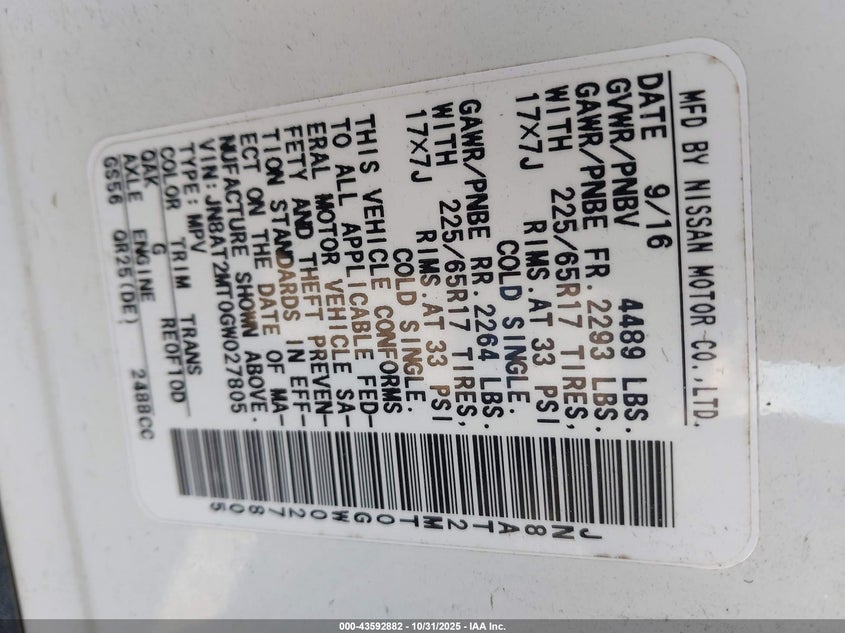 MFD BY NISSAN MOTOR CO.,LTD.
DATE 9/16
GVWR/PNBV 4489 LBS.
GAWR/PNBE FR. 2293 LBS.
WITH 225/65R17 TIRES,
17X7J RIMS.AT 33 PSI
COLD SINGLE.
GAWR/PNBE RR. 2264 LBS.
WITH 225/65R17 TIRES,
17X7J RIMS.AT 33 PSI
COLD SINGLE.
THIS VEHICLE CONFORMS
TO ALL APPLICABLE FED-
ERAL MOTOR VEHICLE SA-
FETY AND THEFT PREVEN-
TION STANDARDS IN EFF-
ECT ON THE DATE OF MA-
NUFACTURE SHOWN ABOVE.
VIN:JN8AT2MT0GW027805
TYPE:MPV
COLOR TRIM TRANS
QAK G RE0F10D
AXLE ENGINE
GS56 QR25(DE) 2488CC
JN8AT2MT0GW027805
000-43592882 - 10/31/2025 - IAA Inc.